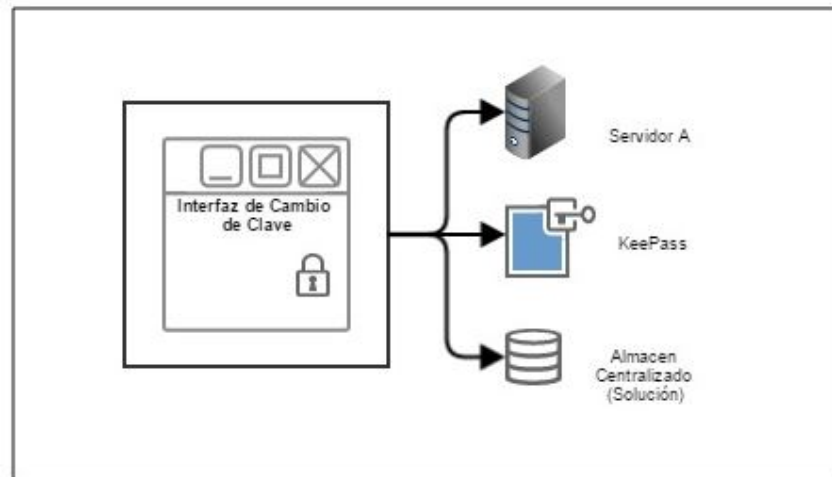 Interfaz de Cambio
de Clave
Servidor A
KeePass
Almacen
Centralizado
(Solución)